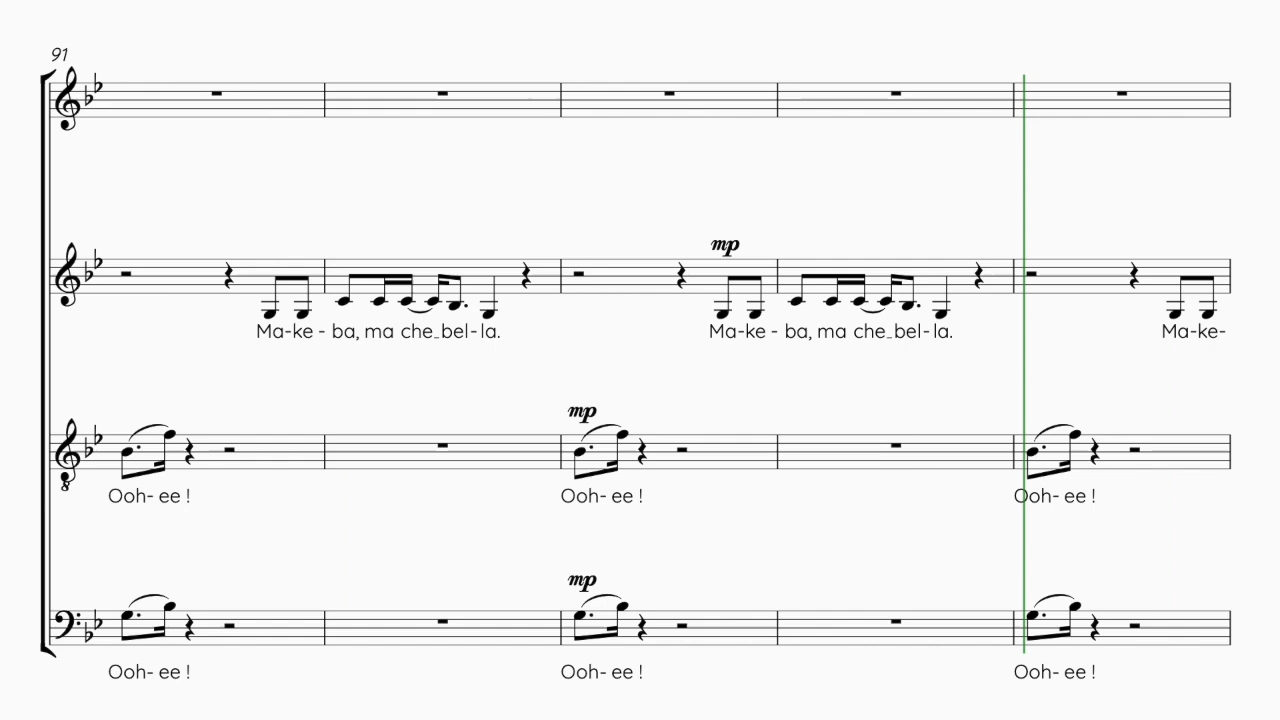 91
mp
Ma-ke - ba, ma che_bel-la. Ma-ke - ba, ma che_bel-la. Ma-ke-
mp
Ooh- ee ! Ooh- ee ! Ooh- ee !
mp
Ooh- ee ! Ooh- ee ! Ooh- ee !